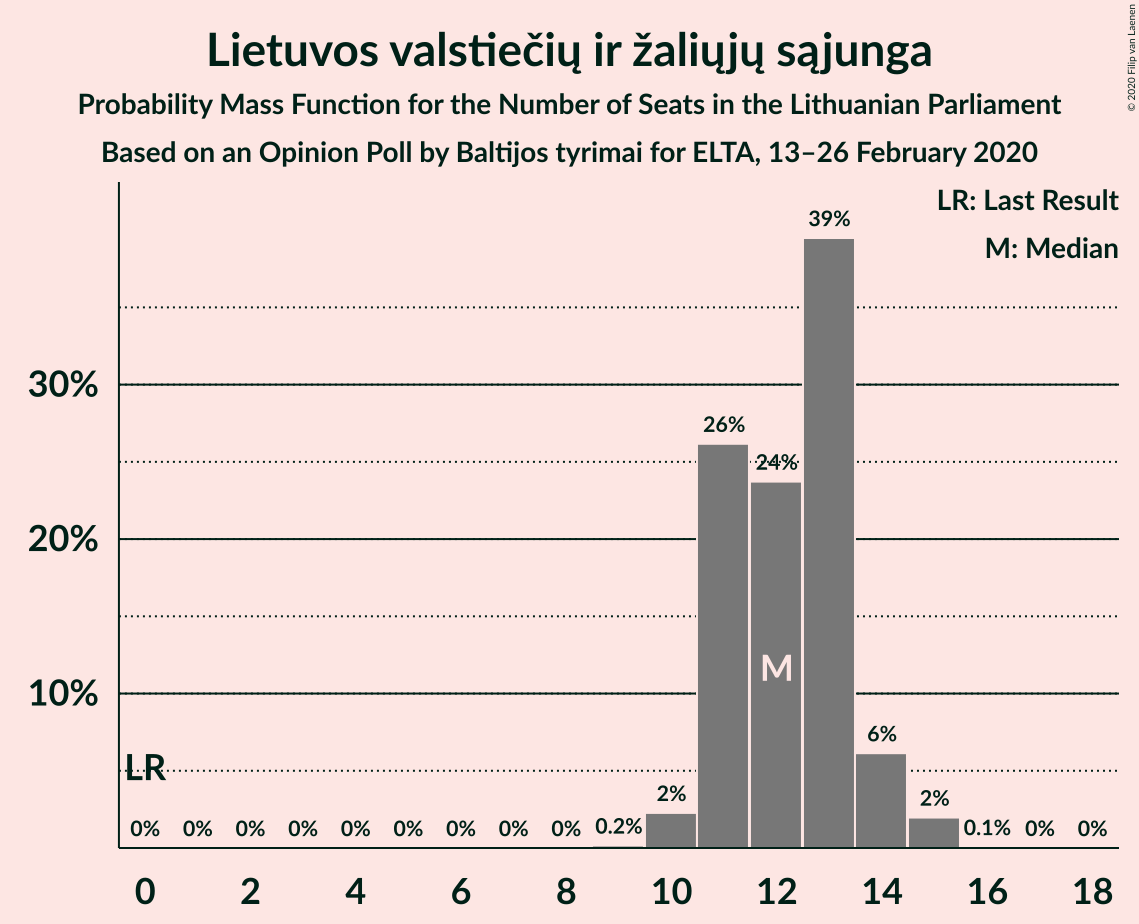 Lietuvos valstiečių ir žaliųjų sąjunga
Probability Mass Function for the Number of Seats in the Lithuanian Parliament
Based on an Opinion Poll by Baltijos tyrimai for ELTA, 13–26 February 2020
© 2020 Filip van Laenen
LR: Last Result
M: Median
39%
30%
26%
24%
20%
M
10%
LR
6%
2%
2%
0% 0% 0% 0% 0% 0% 0% 0% 0% 0.2% 0.1% 0% 0%
0 2 4 6 8 10 12 14 16 18